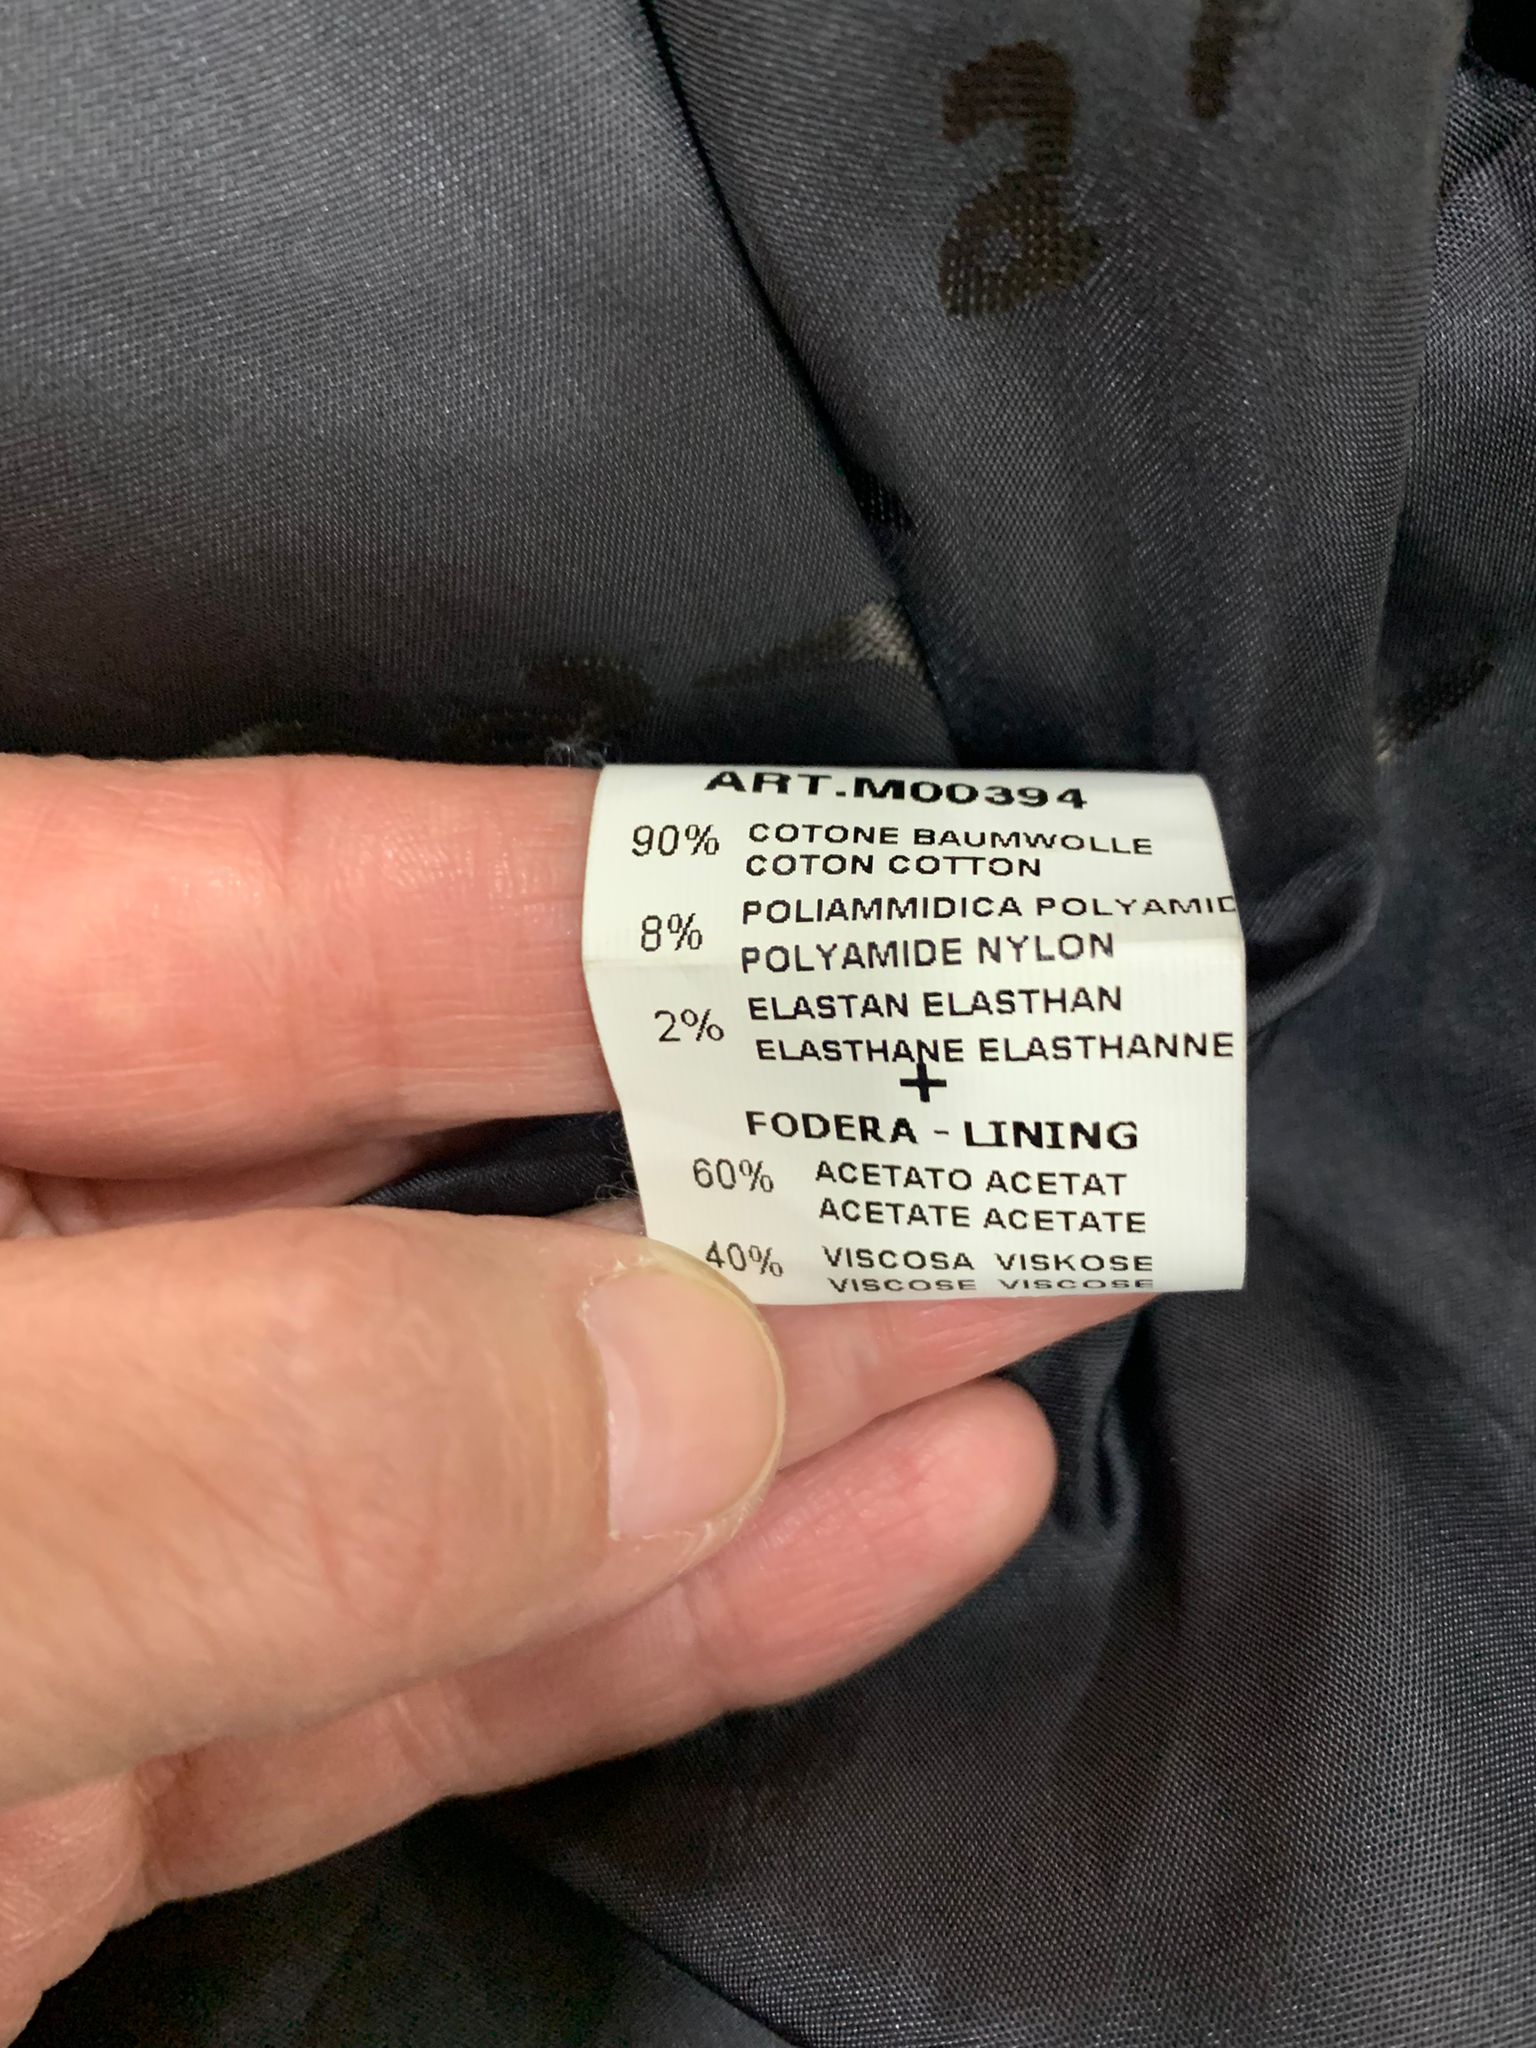 ART.M00394
90% COTONE BAUMWOLLE
COTON COTTON
8% POLIAMMIDICA POLYAMID
POLYAMIDE NYLON
2% ELASTAN ELASTHAN
ELASTHANE ELASTHANNE
+
FODERA - LINING
60% ACETATO ACETAT
ACETATE ACETATE
40% VISCOSA VISKOSE
VISCOSE VISCOSE